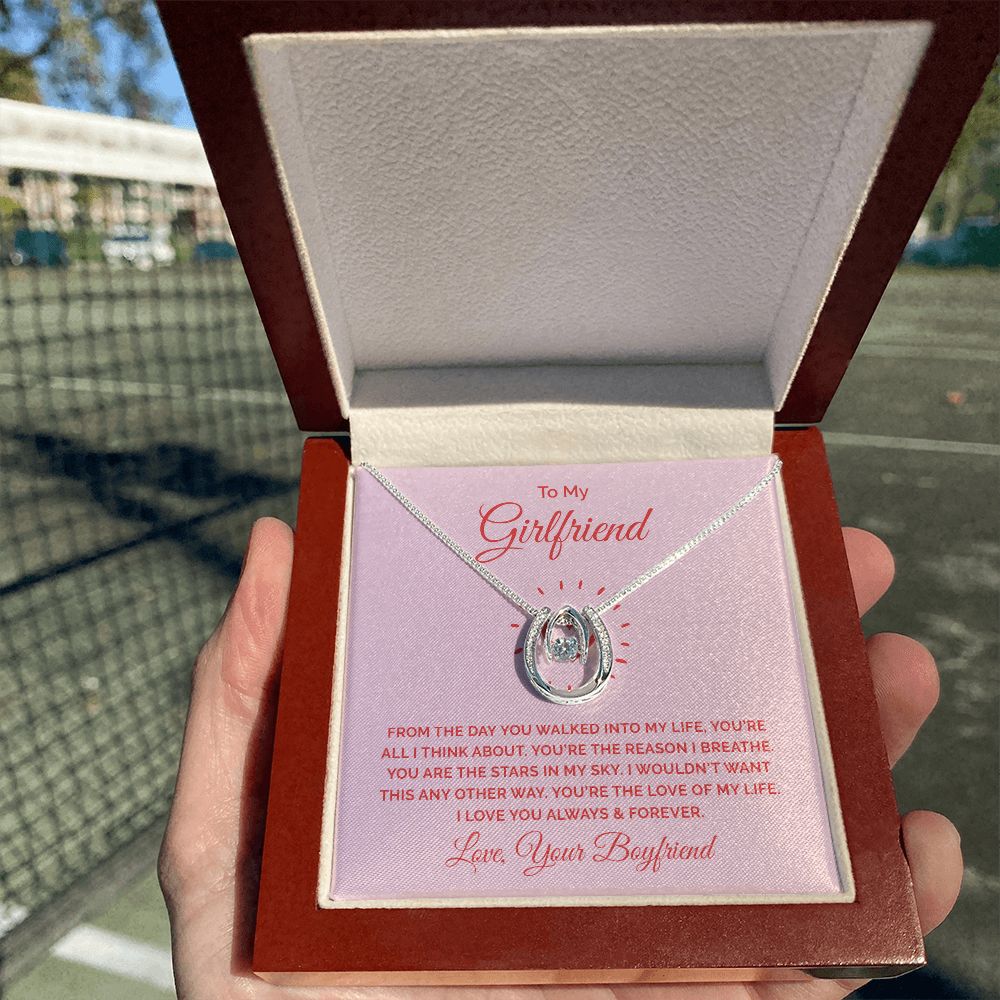 To My
Girlfriend
FROM THE DAY YOU WALKED INTO MY LIFE, YOU'RE
ALL I THINK ABOUT. YOU'RE THE REASON I BREATHE.
YOU ARE THE STARS IN MY SKY. I WOULDN'T WANT
THIS ANY OTHER WAY. YOU'RE THE LOVE OF MY LIFE.
I LOVE YOU ALWAYS & FOREVER.
Love, Your Boyfriend